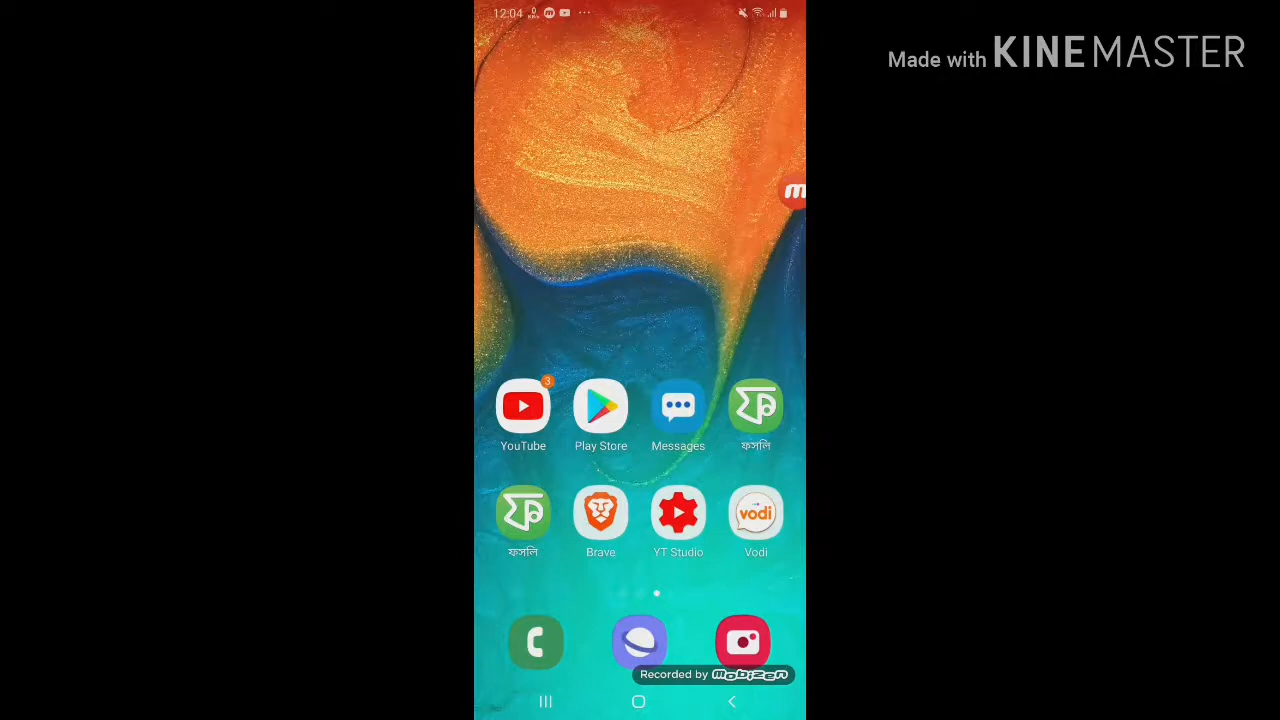 12:04
Made with KINEMASTER
3
YouTube
Play Store
Messages
ফ
ফসলি
ফ
ফসলি
Brave
YT Studio
vodi
Vodi
Recorded by mobizen